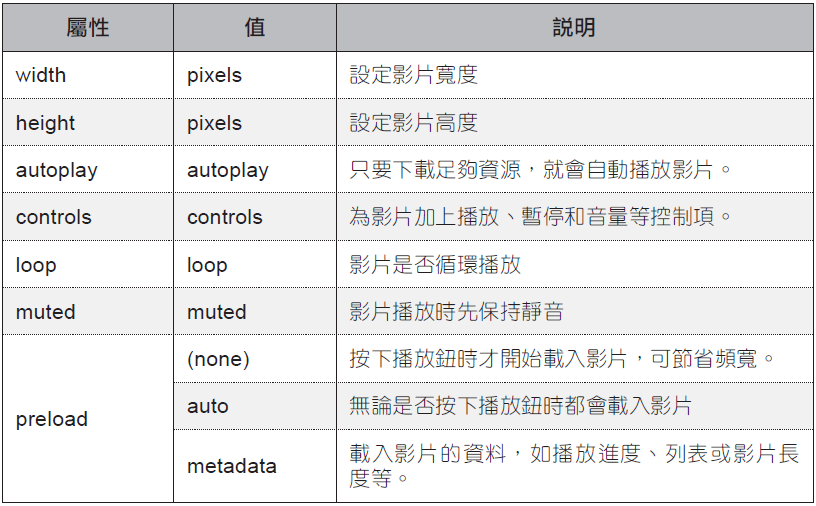 屬性 值 說明
width pixels 設定影片寬度
height pixels 設定影片高度
autoplay autoplay 只要下載足夠資源，就會自動播放影片。
controls controls 為影片加上播放、暫停和音量等控制項。
loop loop 影片是否循環播放
muted muted 影片播放時先保持靜音
preload (none) 按下播放鈕時才開始載入影片，可節省頻寬。
auto 無論是否按下播放鈕時都會載入影片
metadata 載入影片的資料，如播放進度、列表或影片長
度等。